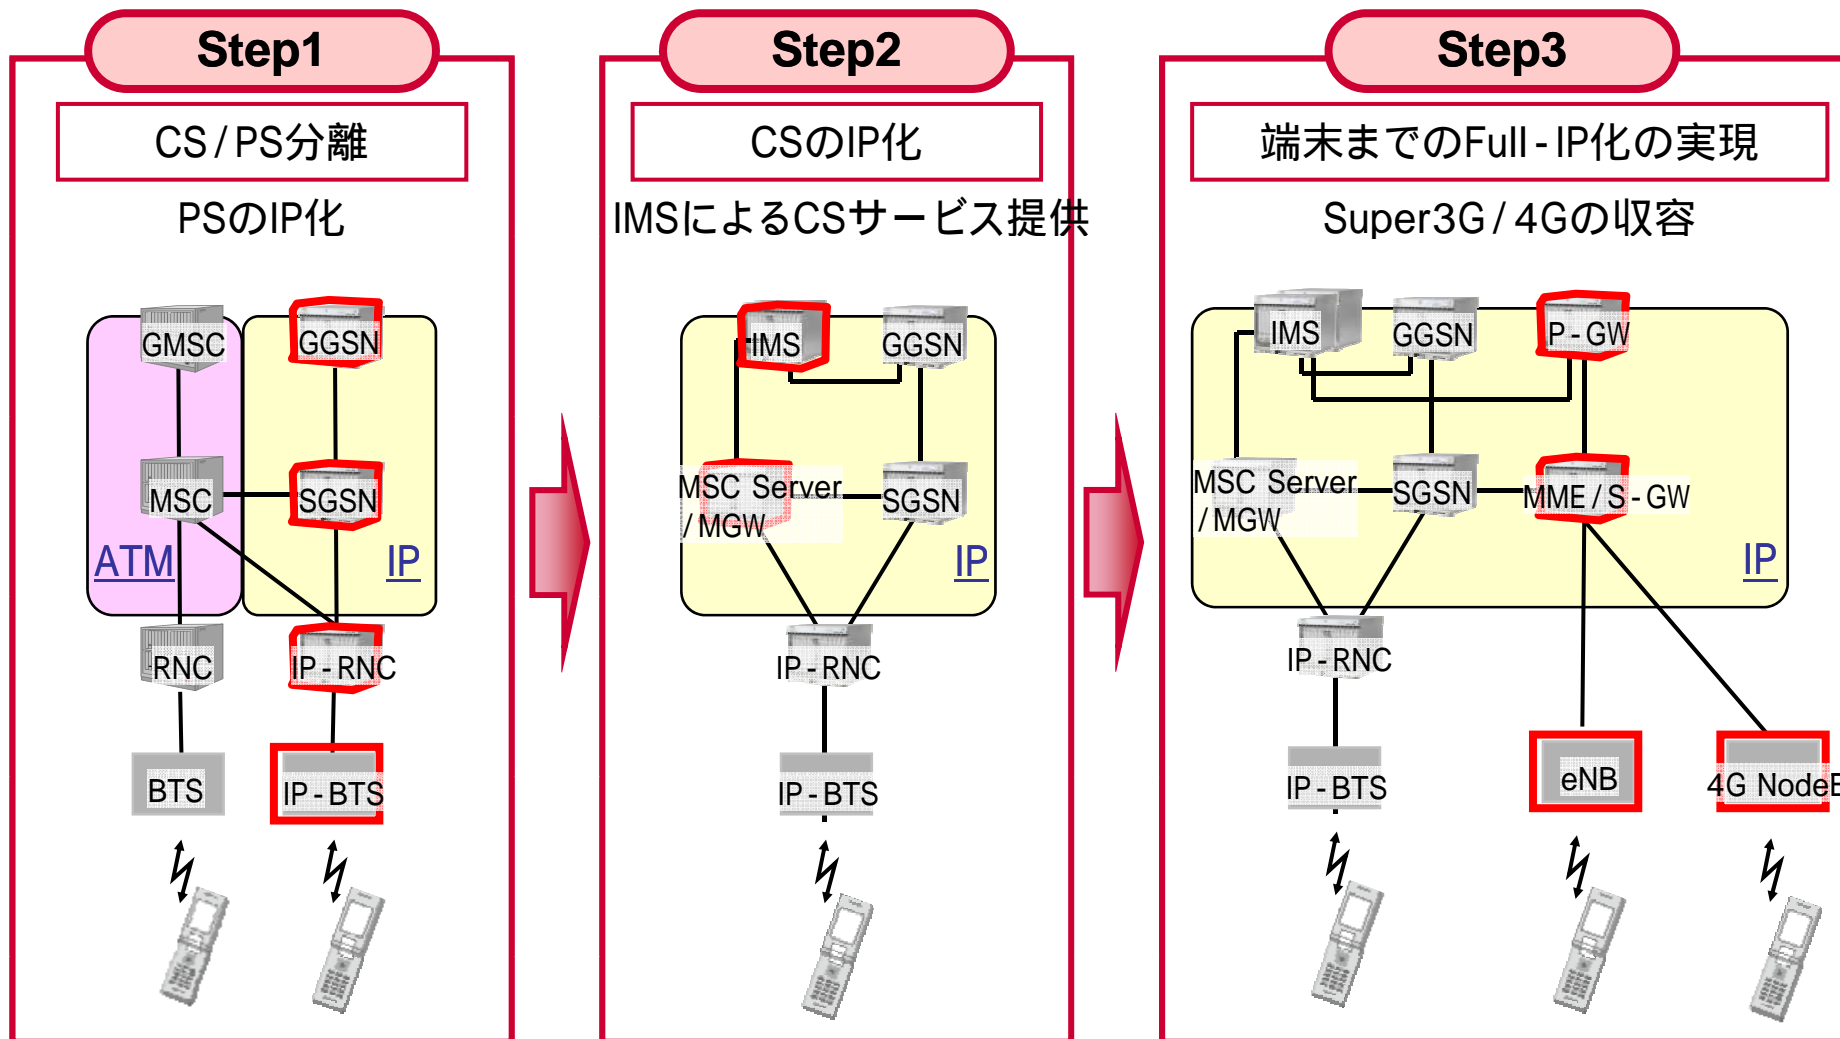 Step1
CS/PS分離
PSのIP化
GMSC
GGSN
MSC
SGSN
ATM
IP
RNC
IP-RNC
BTS
IP-BTS
Step2
CSのIP化
IMSによるCSサービス提供
IMS
GGSN
MSC Server
/MGW
SGSN
IP
IP-RNC
IP-BTS
Step3
端末までのFull-IP化の実現
Super3G/4Gの収容
IMS
GGSN
P-GW
MSC Server
/MGW
SGSN
MME/S-GW
IP
IP-RNC
IP-BTS
eNB
4G NodeB